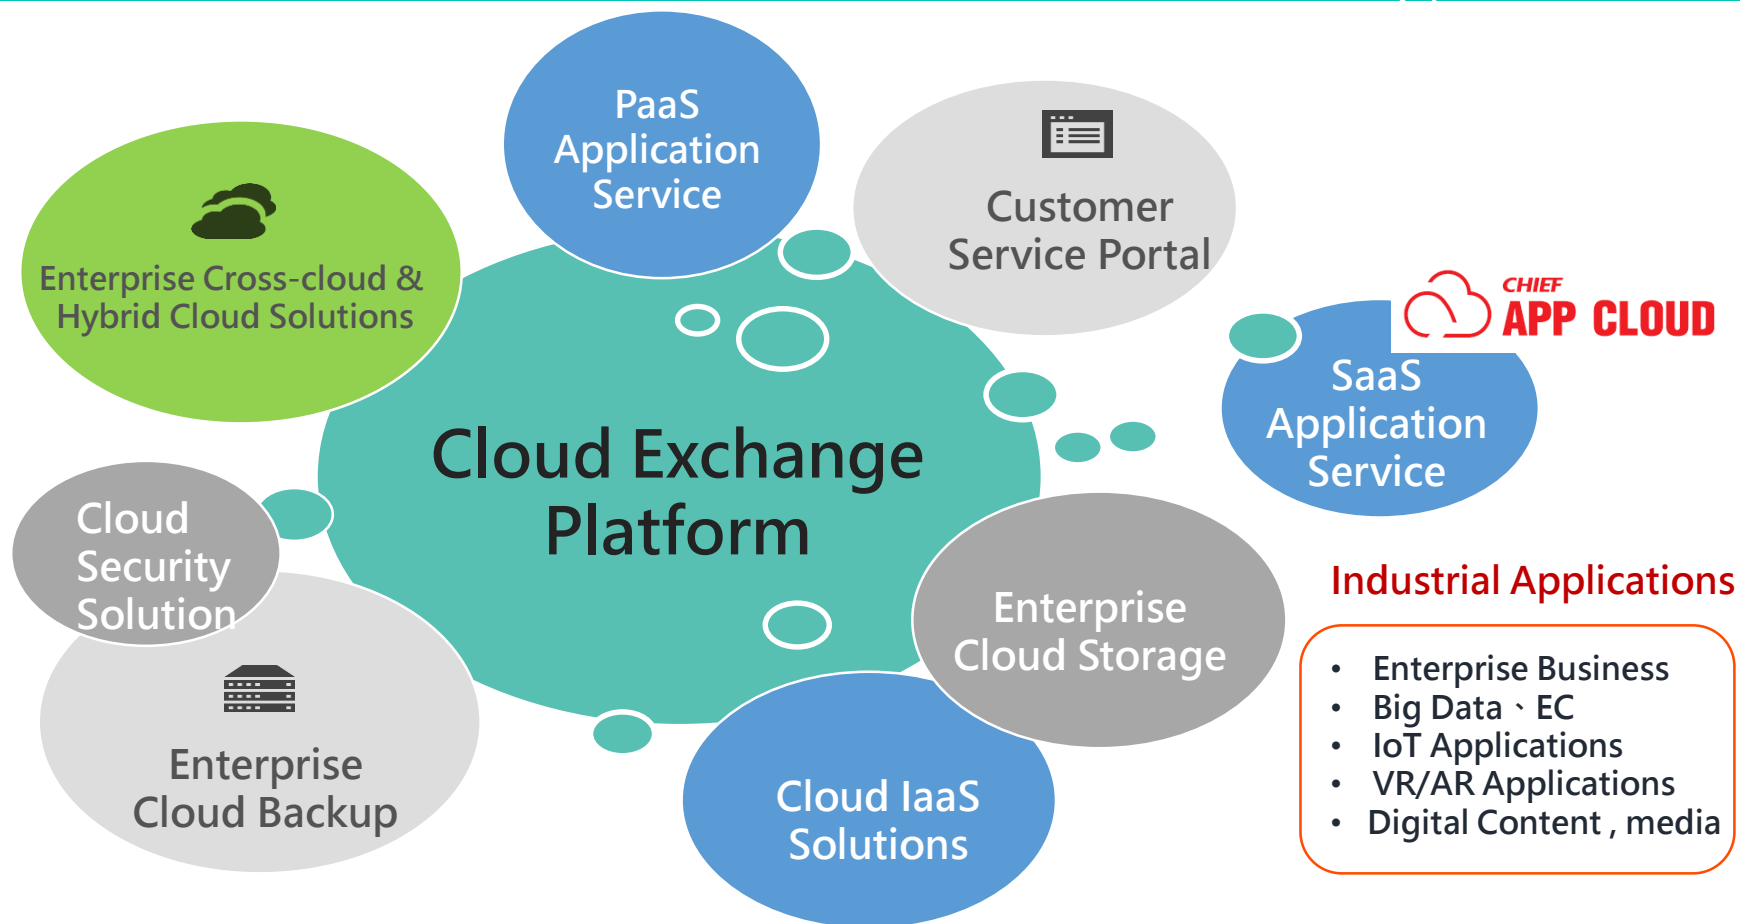 PaaS
Application
Service
Customer
Service Portal
Enterprise Cross-cloud &
Hybrid Cloud Solutions
CHIEF
APP CLOUD
SaaS
Application
Service
Cloud Exchange
Platform
Cloud
Security
Solution
Enterprise
Cloud Storage
Enterprise
Cloud Backup
Cloud IaaS
Solutions
Industrial Applications
• Enterprise Business
• Big Data、EC
• IoT Applications
• VR/AR Applications
• Digital Content , media